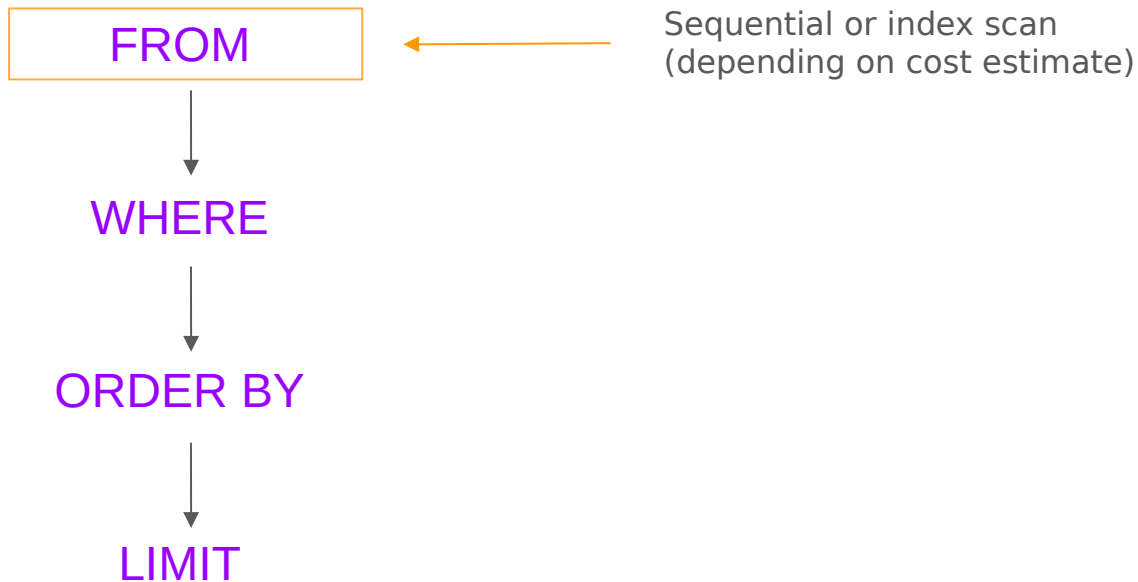 FROM
Sequential or index scan
(depending on cost estimate)
WHERE
ORDER BY
LIMIT